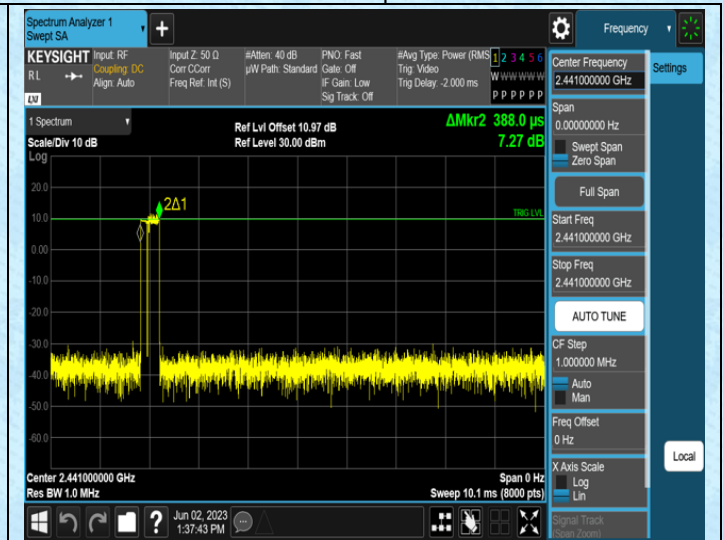 Spectrum Analyzer 1
Swept SA
Frequency
KEYSIGHT
RL
LXI
Input: RF
Coupling: DC
Align: Auto
Input Z: 50 Ω
Corr CCorr
Freq Ref: Int (S)
#Atten: 40 dB
µW Path: Standard
PNO: Fast
Gate: Off
IF Gain: Low
Sig Track: Off
#Avg Type: Power (RMS
Trig: Video
Trig Delay: -2.000 ms
1 2 3 4 5 6
W W W W W W
P P P P P P
1 Spectrum
Scale/Div 10 dB
Log
Ref Lvl Offset 10.97 dB
Ref Level 30.00 dBm
ΔMkr2 388.0 µs
7.27 dB
20.0
10.0
0.00
-10.0
-20.0
-30.0
-40.0
-50.0
-60.0
2Δ1
TRIG LVL
Center 2.441000000 GHz
Res BW 1.0 MHz
Span 0 Hz
Sweep 10.1 ms (8000 pts)
Jun 02, 2023
1:37:43 PM
?
Center Frequency
2.441000000 GHz
Settings
Span
0.00000000 Hz
Swept Span
Zero Span
Full Span
Start Freq
2.441000000 GHz
Stop Freq
2.441000000 GHz
AUTO TUNE
CF Step
1.000000 MHz
Auto
Man
Freq Offset
0 Hz
X Axis Scale
Log
Lin
Local
Signal Track
(Span Zoom)